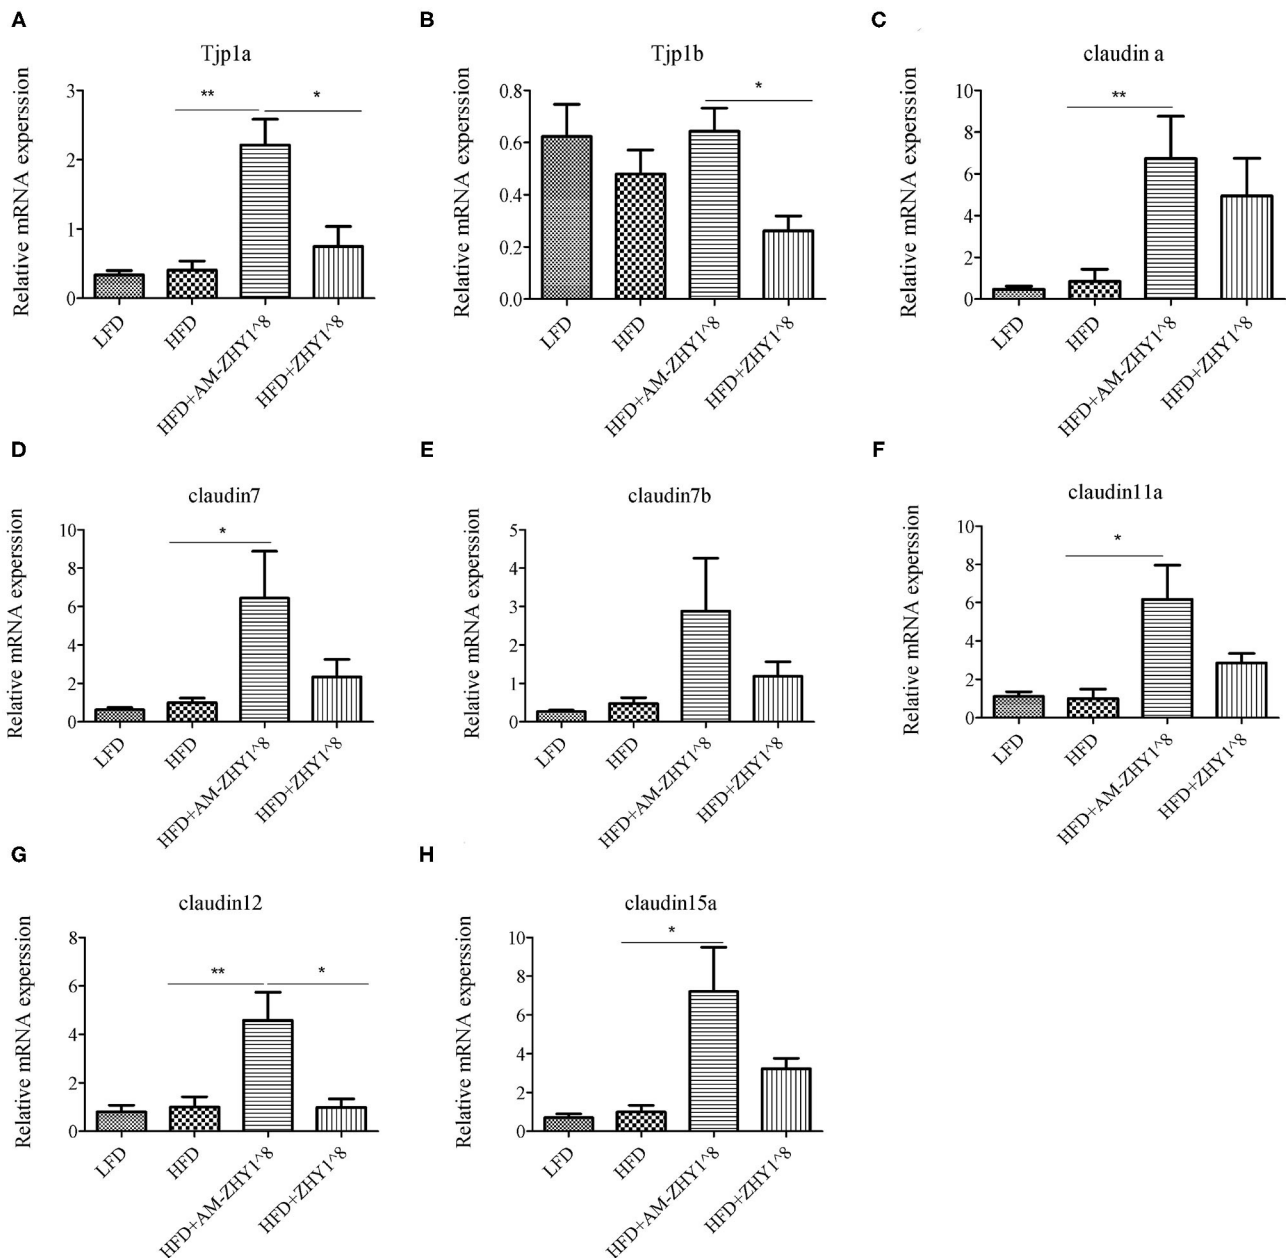 A
B
C
Tjp1a
Tjp1b
claudin a
Relative mRNA experssion
3
2
1
0
**
*
LFD
HFD
HFD+AM-ZHY1^8
HFD+ZHY1^8
Relative mRNA experssion
0.8
0.6
0.4
0.2
0.0
*
LFD
HFD
HFD+AM-ZHY1^8
HFD+ZHY1^8
Relative mRNA experssion
10
8
6
4
2
0
**
LFD
HFD
HFD+AM-ZHY1^8
HFD+ZHY1^8
D
E
F
claudin7
claudin7b
claudin11a
Relative mRNA experssion
10
8
6
4
2
0
*
LFD
HFD
HFD+AM-ZHY1^8
HFD+ZHY1^8
Relative mRNA experssion
5
4
3
2
1
0
LFD
HFD
HFD+AM-ZHY1^8
HFD+ZHY1^8
Relative mRNA experssion
10
8
6
4
2
0
*
LFD
HFD
HFD+AM-ZHY1^8
HFD+ZHY1^8
G
H
claudin12
claudin15a
Relative mRNA experssion
8
6
4
2
0
**
*
LFD
HFD
HFD+AM-ZHY1^8
HFD+ZHY1^8
Relative mRNA experssion
10
8
6
4
2
0
*
LFD
HFD
HFD+AM-ZHY1^8
HFD+ZHY1^8